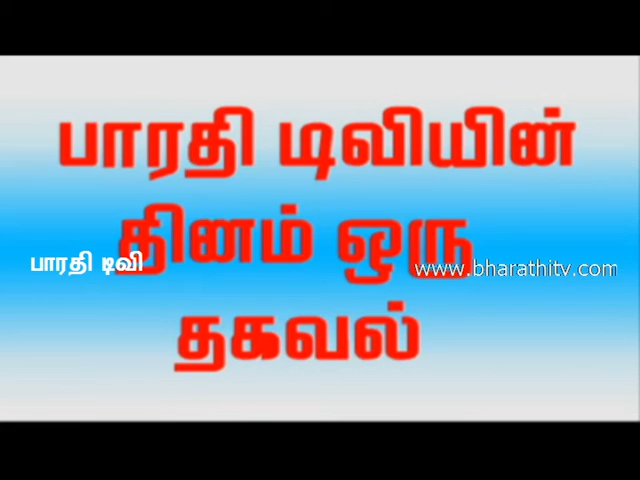 பாரதி டிவியின்
தினம் ஒரு
பாரதி டிவி
www.bharathitv.com
தகவல்